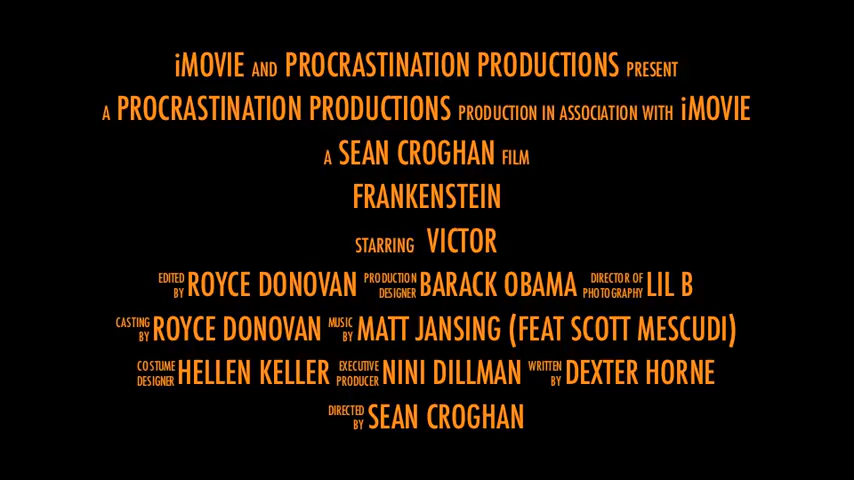 iMOVIE AND PROCRASTINATION PRODUCTIONS PRESENT
A PROCRASTINATION PRODUCTIONS PRODUCTION IN ASSOCIATION WITH iMOVIE
A SEAN CROGHAN FILM
FRANKENSTEIN
STARRING VICTOR
EDITED BY ROYCE DONOVAN PRODUCTION DESIGNER BARACK OBAMA DIRECTOR OF PHOTOGRAPHY LIL B
CASTING BY ROYCE DONOVAN MUSIC BY MATT JANSING (FEAT SCOTT MESCUDI)
COSTUME DESIGNER HELLEN KELLER EXECUTIVE PRODUCER NINI DILLMAN WRITTEN BY DEXTER HORNE
DIRECTED BY SEAN CROGHAN